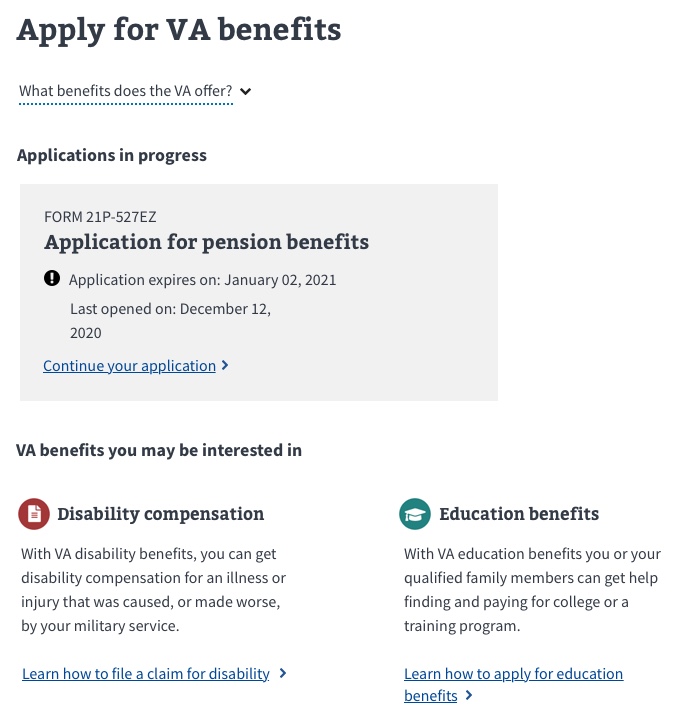 Apply for VA benefits
What benefits does the VA offer?
Applications in progress
FORM 21P-527EZ
Application for pension benefits
Application expires on: January 02, 2021
Last opened on: December 12,
2020
Continue your application
VA benefits you may be interested in
Disability compensation
With VA disability benefits, you can get
disability compensation for an illness or
injury that was caused, or made worse,
by your military service.
Learn how to file a claim for disability
Education benefits
With VA education benefits you or your
qualified family members can get help
finding and paying for college or a
training program.
Learn how to apply for education
benefits